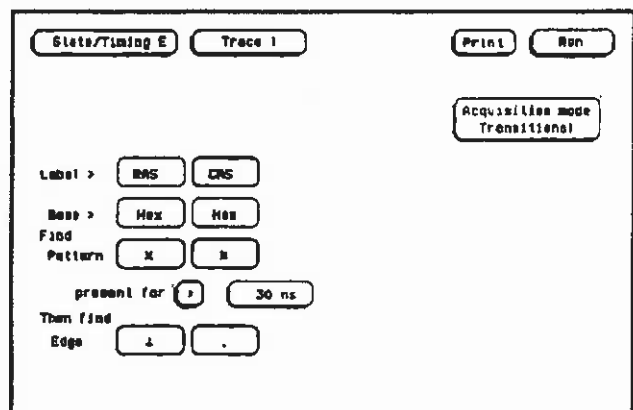 State/Timing E Trace 1 Print Run
Acquisition mode
Transitional
Label > RAS CAS
Base > Hex Hex
Find
Pattern X X
present for > 30 ns
Then find
Edge ↓ .